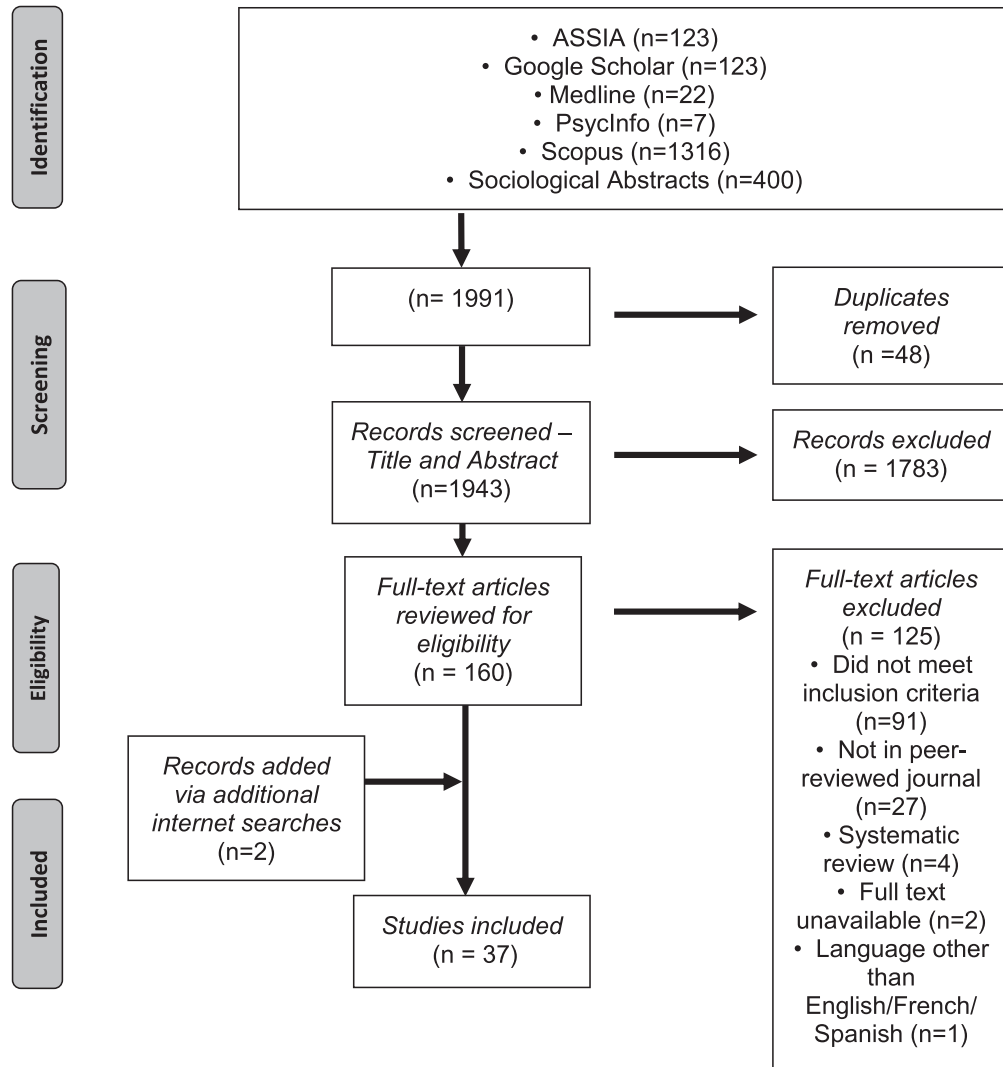 Identification
• ASSIA (n=123)
• Google Scholar (n=123)
• Medline (n=22)
• PsycInfo (n=7)
• Scopus (n=1316)
• Sociological Abstracts (n=400)
Screening
(n= 1991)
Duplicates
removed
(n =48)
Records screened –
Title and Abstract
(n=1943)
Records excluded
(n = 1783)
Eligibility
Full-text articles
reviewed for
eligibility
(n = 160)
Full-text articles
excluded
(n = 125)
• Did not meet
inclusion criteria
(n=91)
• Not in peer-
reviewed journal
(n=27)
• Systematic
review (n=4)
• Full text
unavailable (n=2)
• Language other
than
English/French/
Spanish (n=1)
Records added
via additional
internet searches
(n=2)
Included
Studies included
(n = 37)